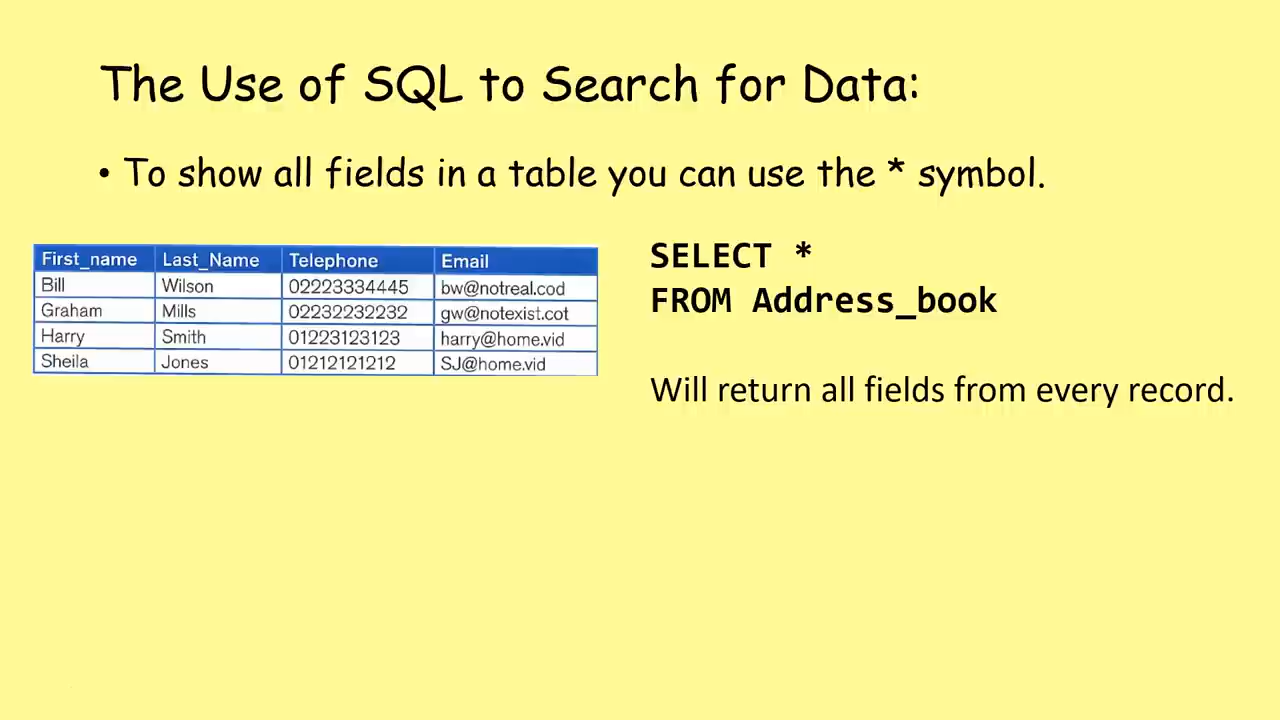 The Use of SQL to Search for Data:
• To show all fields in a table you can use the * symbol.
First_name Last_Name Telephone Email
Bill Wilson 02223334445 bw@notreal.cod
Graham Mills 02232232232 gw@notexist.cot
Harry Smith 01223123123 harry@home.vid
Sheila Jones 01212121212 SJ@home.vid
SELECT *
FROM Address_book
Will return all fields from every record.